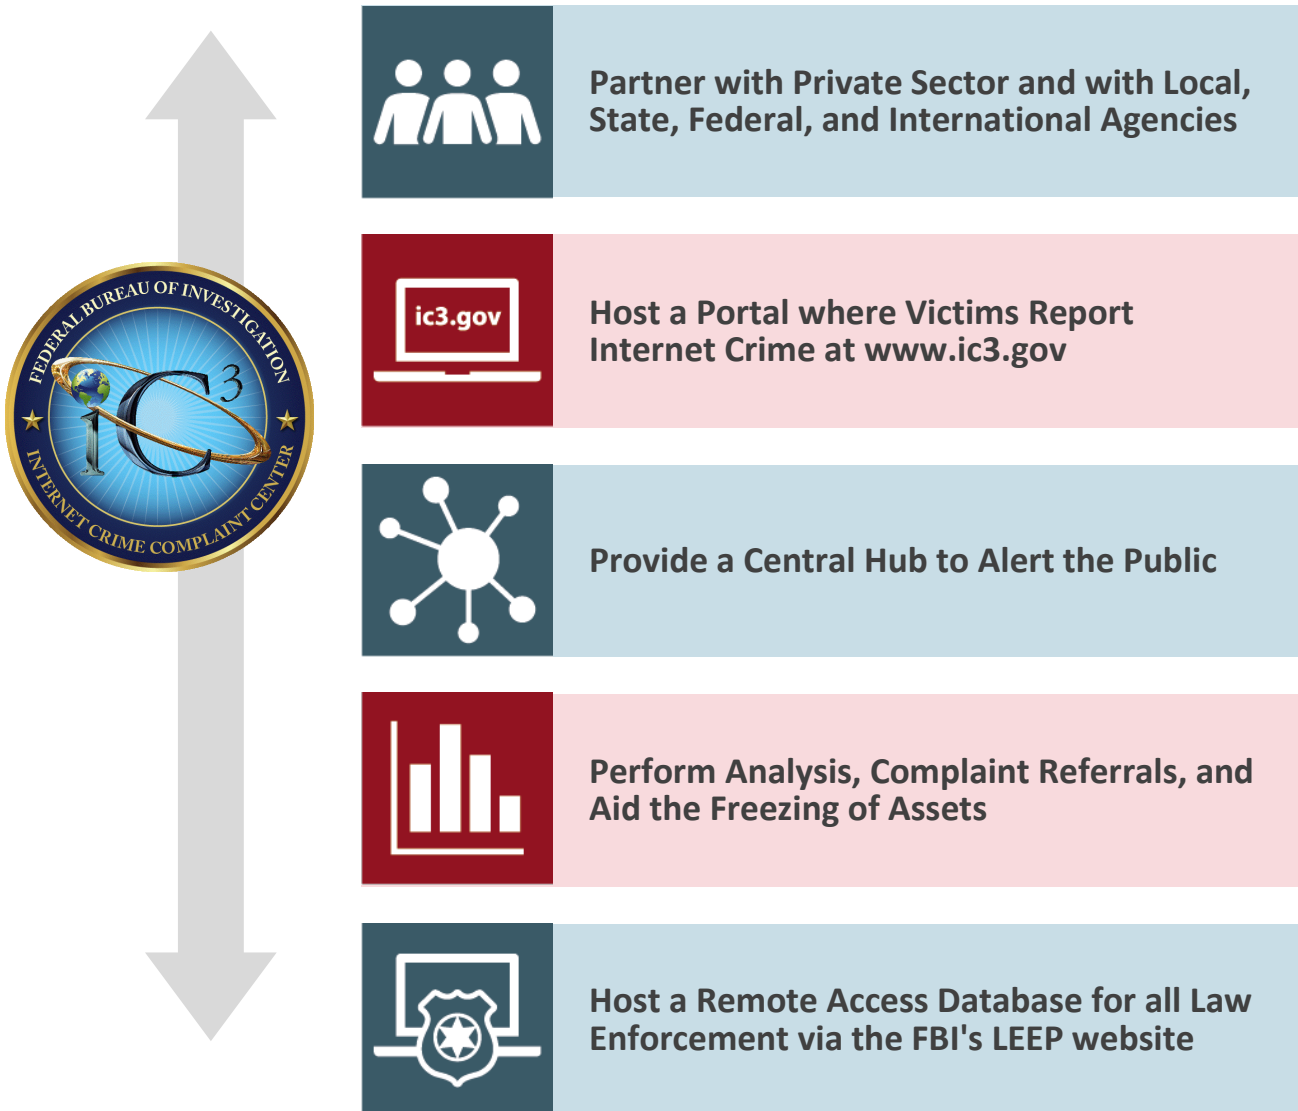 Partner with Private Sector and with Local,
State, Federal, and International Agencies
ic3.gov
Host a Portal where Victims Report
Internet Crime at www.ic3.gov
FEDERAL BUREAU OF INVESTIGATION
iC3
INTERNET CRIME COMPLAINT CENTER
Provide a Central Hub to Alert the Public
Perform Analysis, Complaint Referrals, and
Aid the Freezing of Assets
Host a Remote Access Database for all Law
Enforcement via the FBI's LEEP website